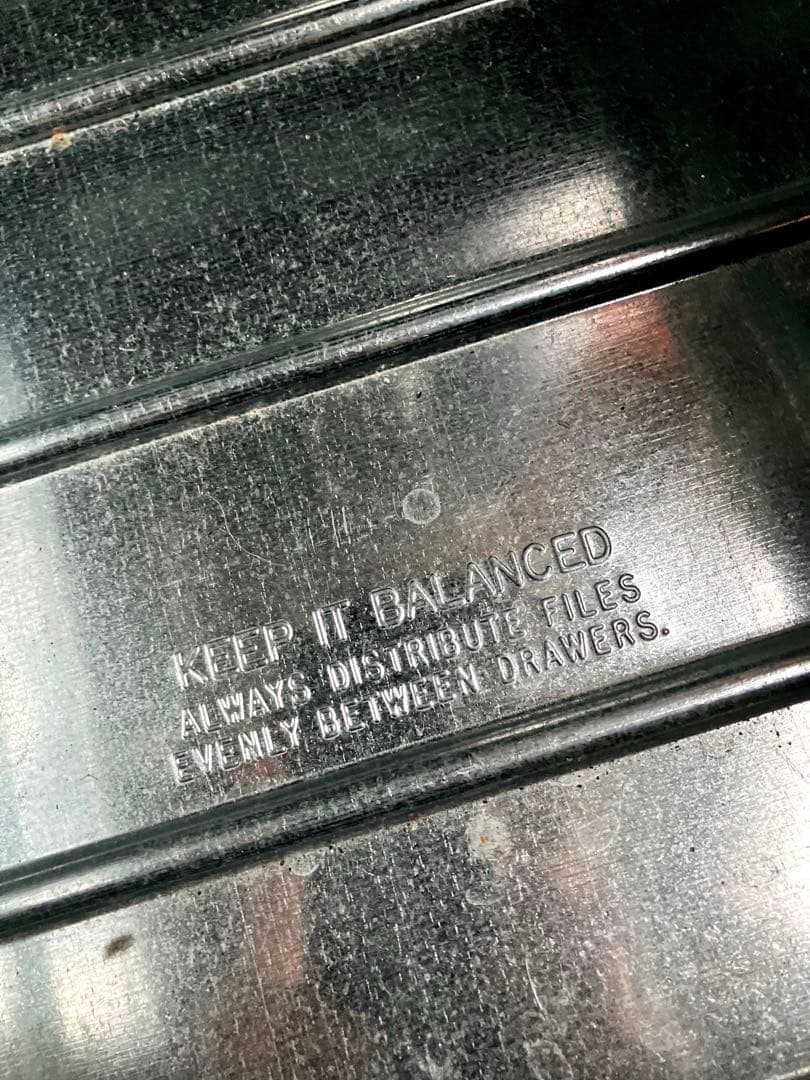 KEEP IT BALANCED
ALWAYS DISTRIBUTE FILES
EVENLY BETWEEN DRAWERS.